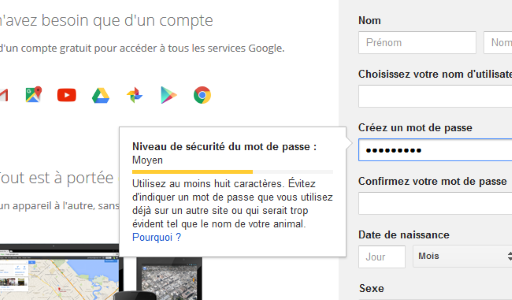 n'avez besoin que d'un compte
d'un compte gratuit pour accéder à tous les services Google.
Tout est à portée
un appareil à l'autre, sans
Niveau de sécurité du mot de passe :
Moyen
Utilisez au moins huit caractères. Évitez
d'indiquer un mot de passe que vous utilisez
déjà sur un autre site ou qui serait trop
évident tel que le nom de votre animal.
Pourquoi ?
Nom
Prénom
Nom
Choisissez votre nom d'utilisate
Créez un mot de passe
•••••••••
Confirmez votre mot de passe
Date de naissance
Jour
Mois
Sexe